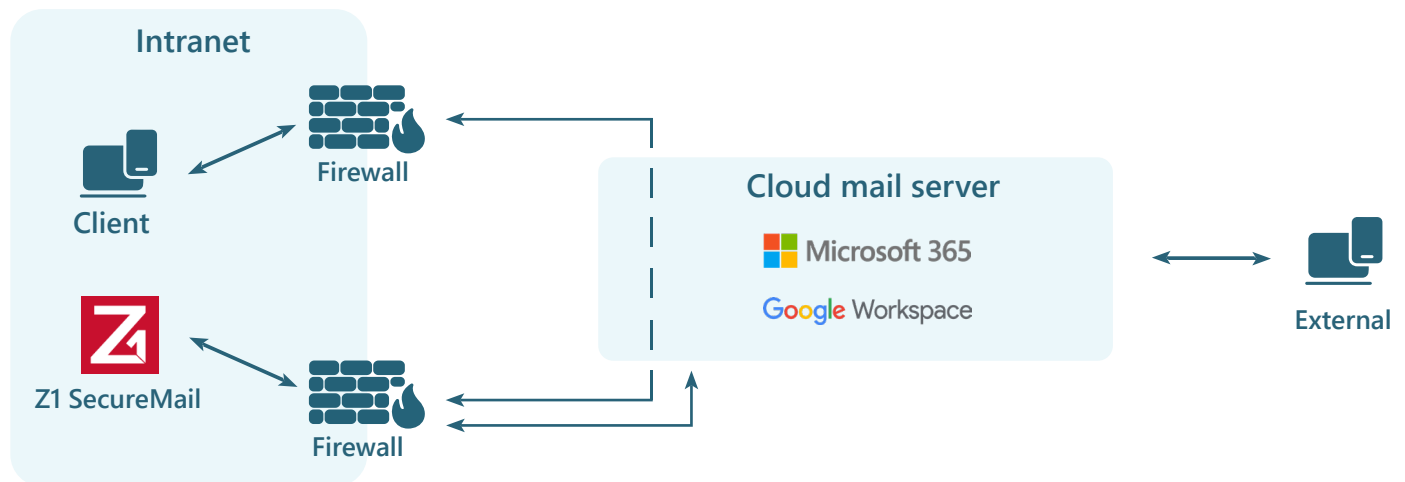 Intranet
Firewall
Client
Cloud mail server
Microsoft 365
Google Workspace
External
Z1 SecureMail
Firewall